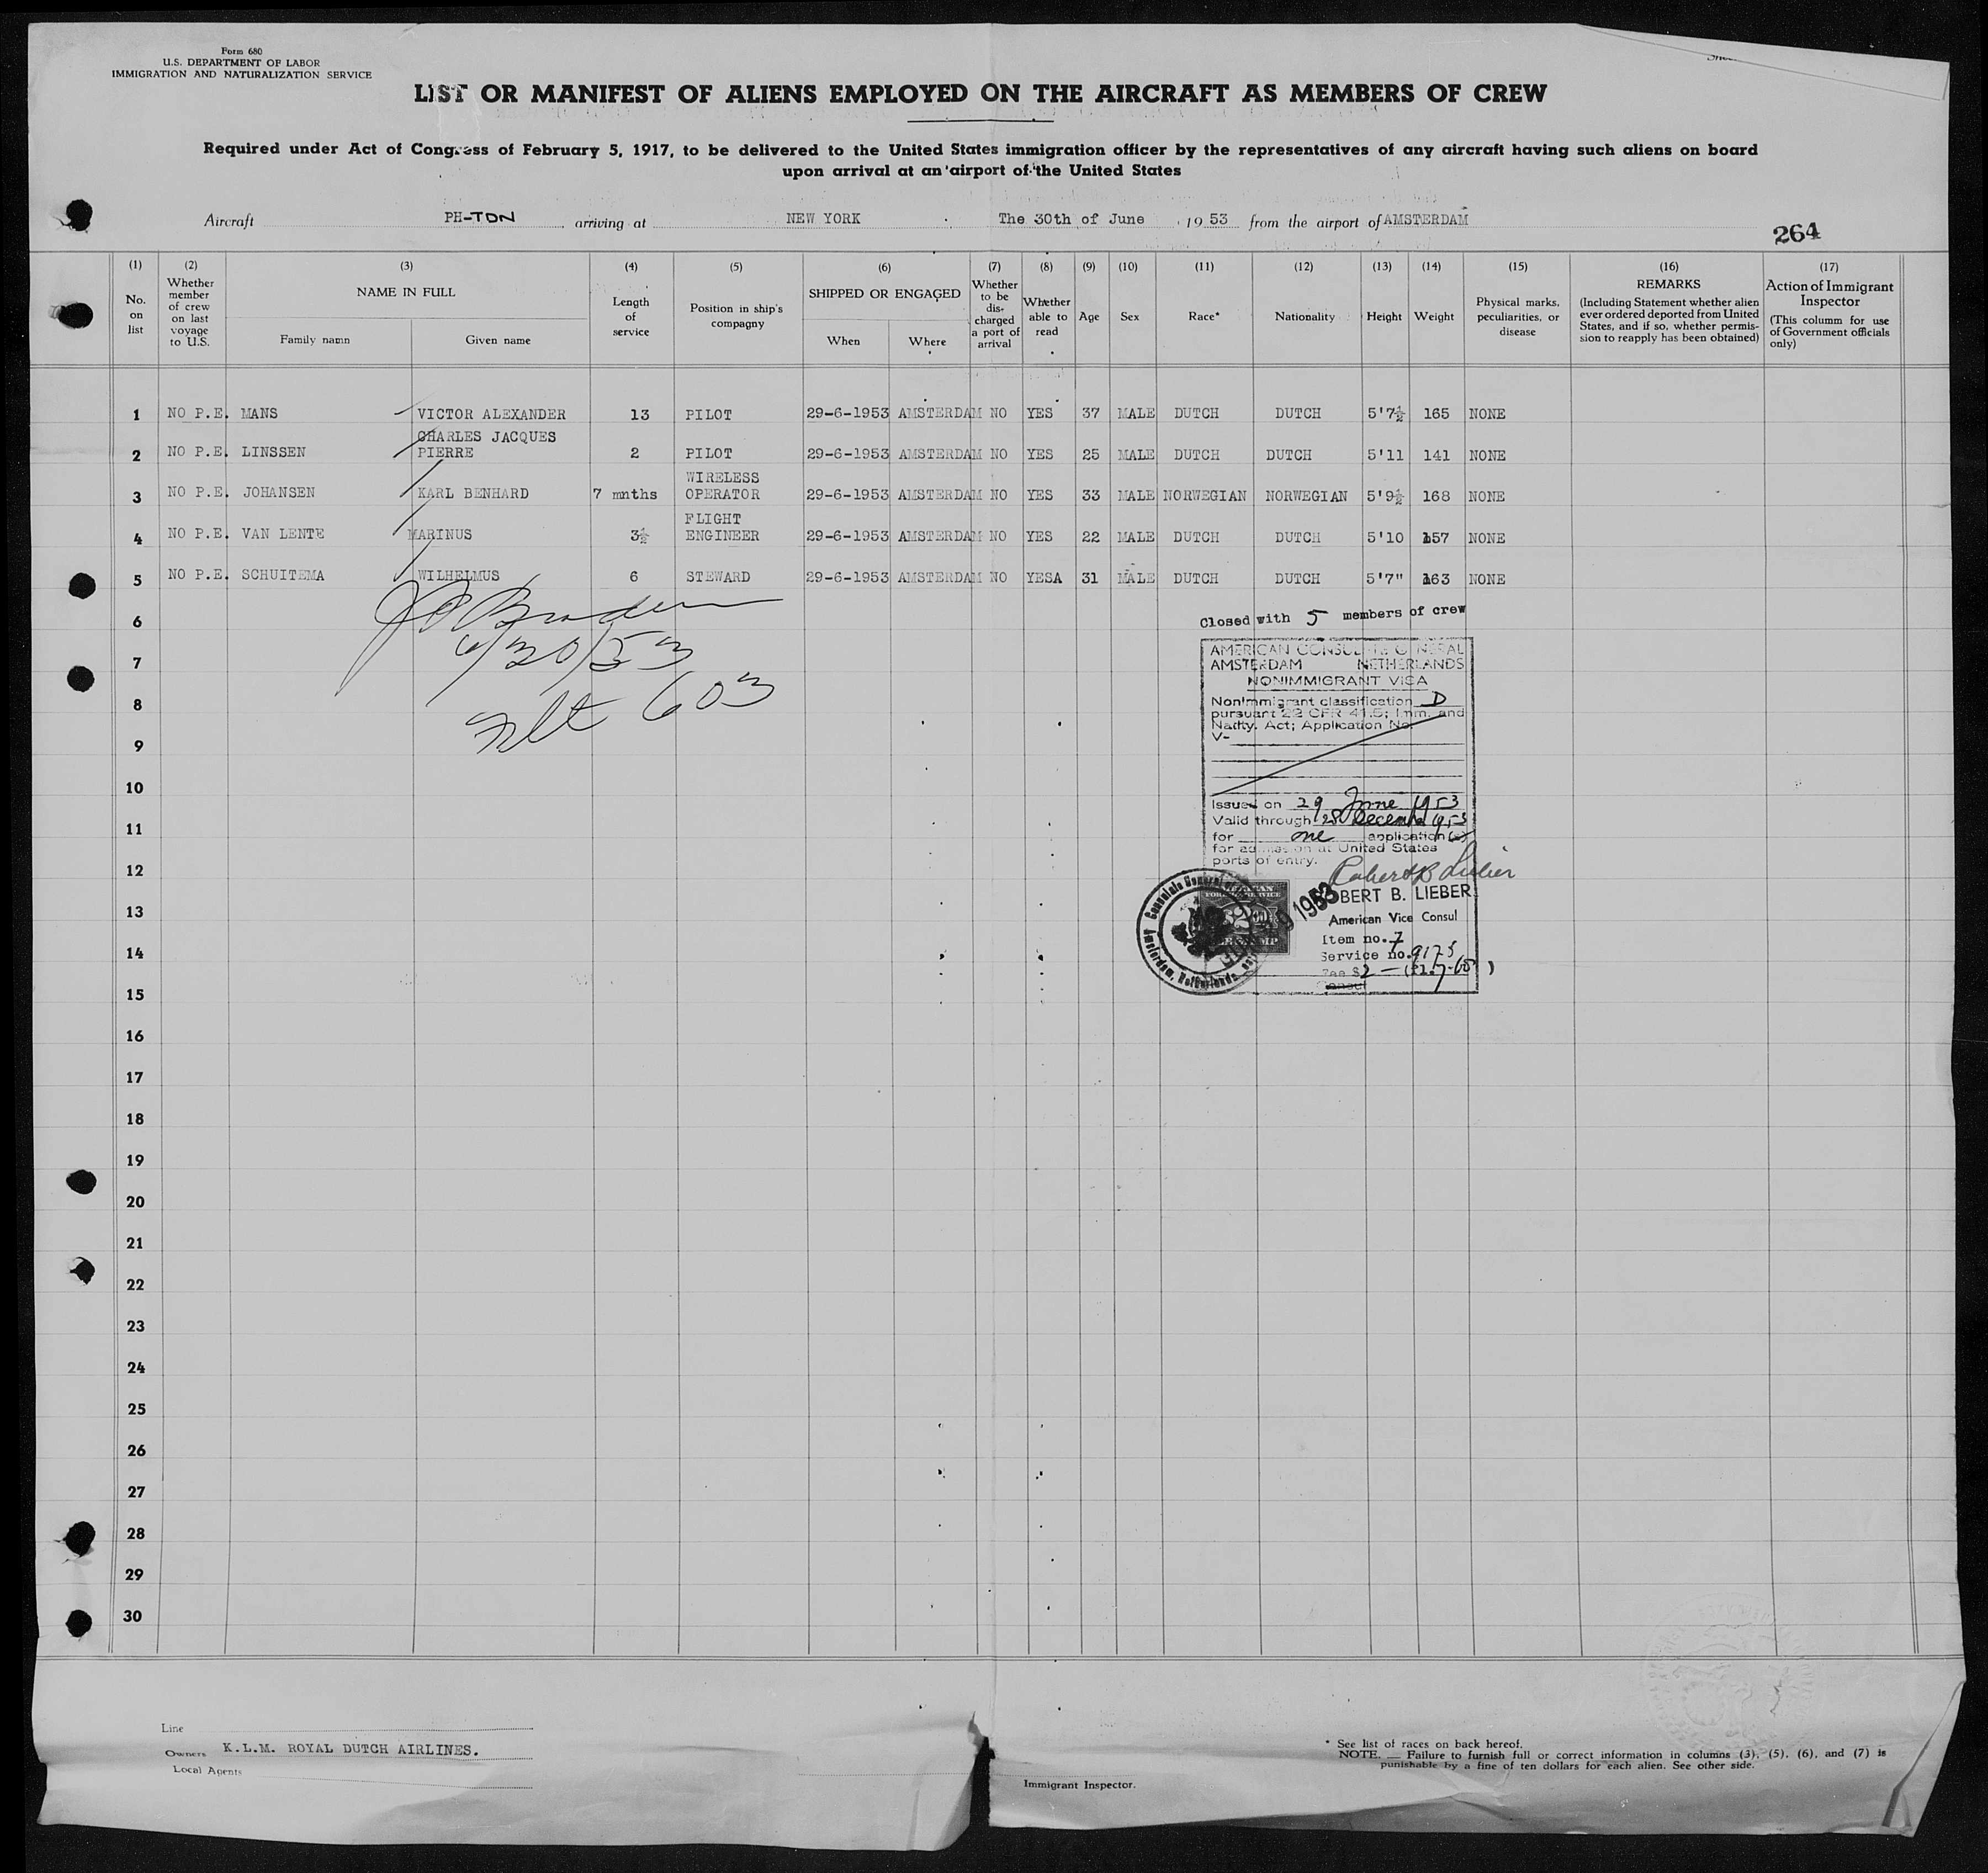 Form 680
U.S. DEPARTMENT OF LABOR
IMMIGRATION AND NATURALIZATION SERVICE
LIST OR MANIFEST OF ALIENS EMPLOYED ON THE AIRCRAFT AS MEMBERS OF CREW
Required under Act of Congress of February 5, 1917, to be delivered to the United States immigration officer by the representatives of any aircraft having such aliens on board
upon arrival at an airport of the United States
Aircraft PH-TDN arriving at NEW YORK The 30th of June 1953 from the airport of AMSTERDAM
264
(1) No. on list
(2) Whether member of crew on last voyage to U.S.
(3) NAME IN FULL
Family namn
Given name
(4) Length of service
(5) Position in ship's compagny
(6) SHIPPED OR ENGAGED
When
Where
(7) Whether to be discharged a port of arrival
(8) Whether able to read
(9) Age
(10) Sex
(11) Race*
(12) Nationality
(13) Height
(14) Weight
(15) Physical marks, peculiarities, or disease
(16) REMARKS
(Including Statement whether alien ever ordered deported from United States, and if so, whether permission to reapply has been obtained)
(17) Action of Immigrant Inspector
(This columm for use of Government officials only)
1 NO P.E. MANS VICTOR ALEXANDER 13 PILOT 29-6-1953 AMSTERDAM NO YES 37 MALE DUTCH DUTCH 5'7½ 165 NONE
2 NO P.E. LINSSEN CHARLES JACQUES PIERRE 2 PILOT 29-6-1953 AMSTERDAM NO YES 25 MALE DUTCH DUTCH 5'11 141 NONE
3 NO P.E. JOHANSEN KARL BENHARD 7 mnths WIRELESS OPERATOR 29-6-1953 AMSTERDAM NO YES 33 MALE NORWEGIAN NORWEGIAN 5'9½ 168 NONE
4 NO P.E. VAN LENTE MARINUS 3½ FLIGHT ENGINEER 29-6-1953 AMSTERDAM NO YES 22 MALE DUTCH DUTCH 5'10 157 NONE
5 NO P.E. SCHUITEMA WILHELMUS 6 STEWARD 29-6-1953 AMSTERDAM NO YESA 31 MALE DUTCH DUTCH 5'7" 163 NONE
6/30/53
Flt 603
Closed with 5 members of crew
AMERICAN CONSULATE GENERAL
AMSTERDAM NETHERLANDS
NONIMMIGRANT VISA
Nonimmigrant classification D
pursuant 22 CFR 41.5; Imm. and
Natlty. Act; Application No.
V-
Issued on 29 June 1953
Valid through 28 December 1953
for one application(s)
for admission at United States
ports of entry.
Robert B Lieber
ROBERT B. LIEBER
American Vice Consul
Item no. 7
Service no. 9175
Fee $2 —
Consul
1953
6
7
8
9
10
11
12
13
14
15
16
17
18
19
20
21
22
23
24
25
26
27
28
29
30
Line
Owners K.L.M. ROYAL DUTCH AIRLINES.
Local Agents
Immigrant Inspector.
* See list of races on back hereof.
NOTE. — Failure to furnish full or correct information in columns (3), (5), (6), and (7) is
punishable by a fine of ten dollars for each alien. See other side.